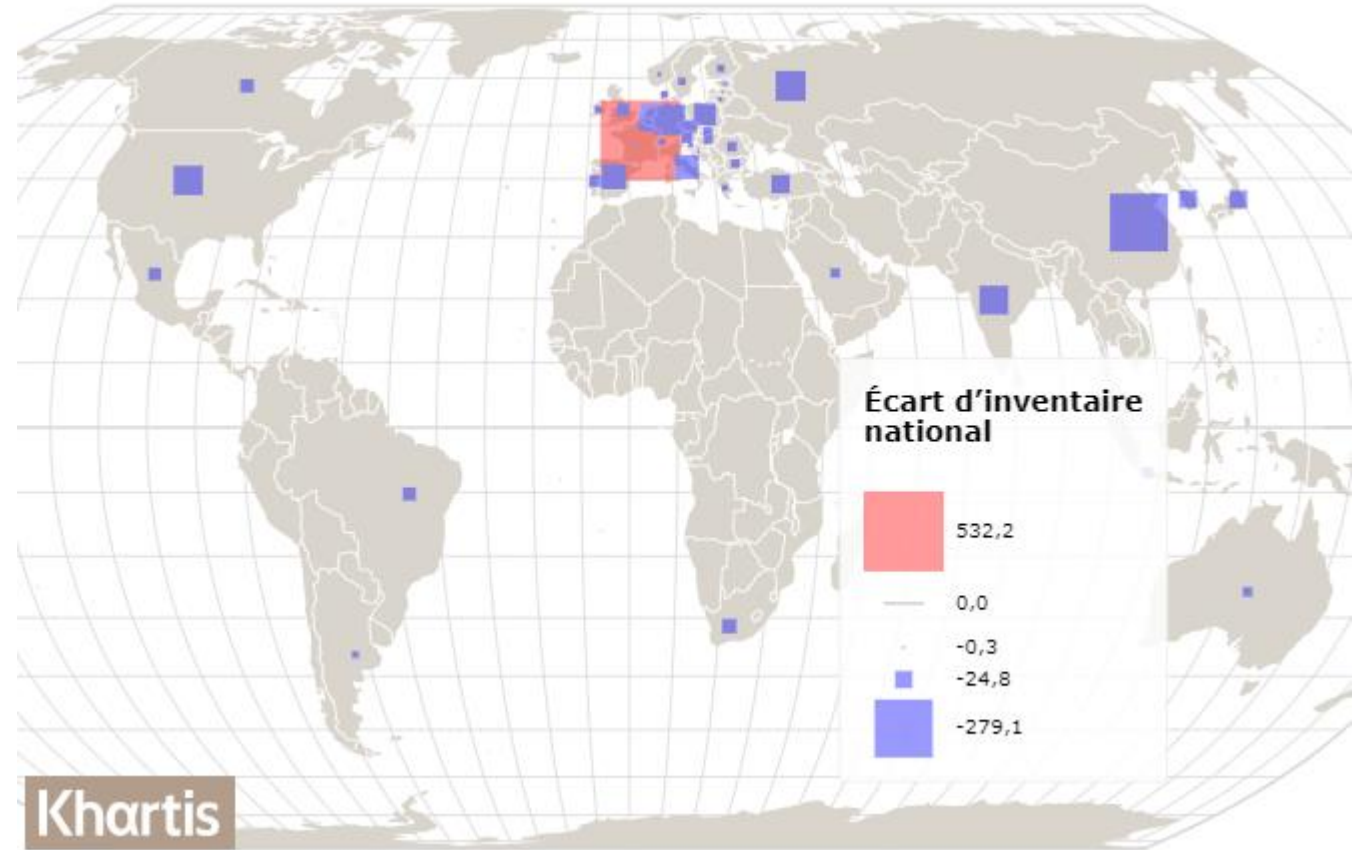 Écart d’inventaire
national
532,2
0,0
-0,3
-24,8
-279,1
Khartis